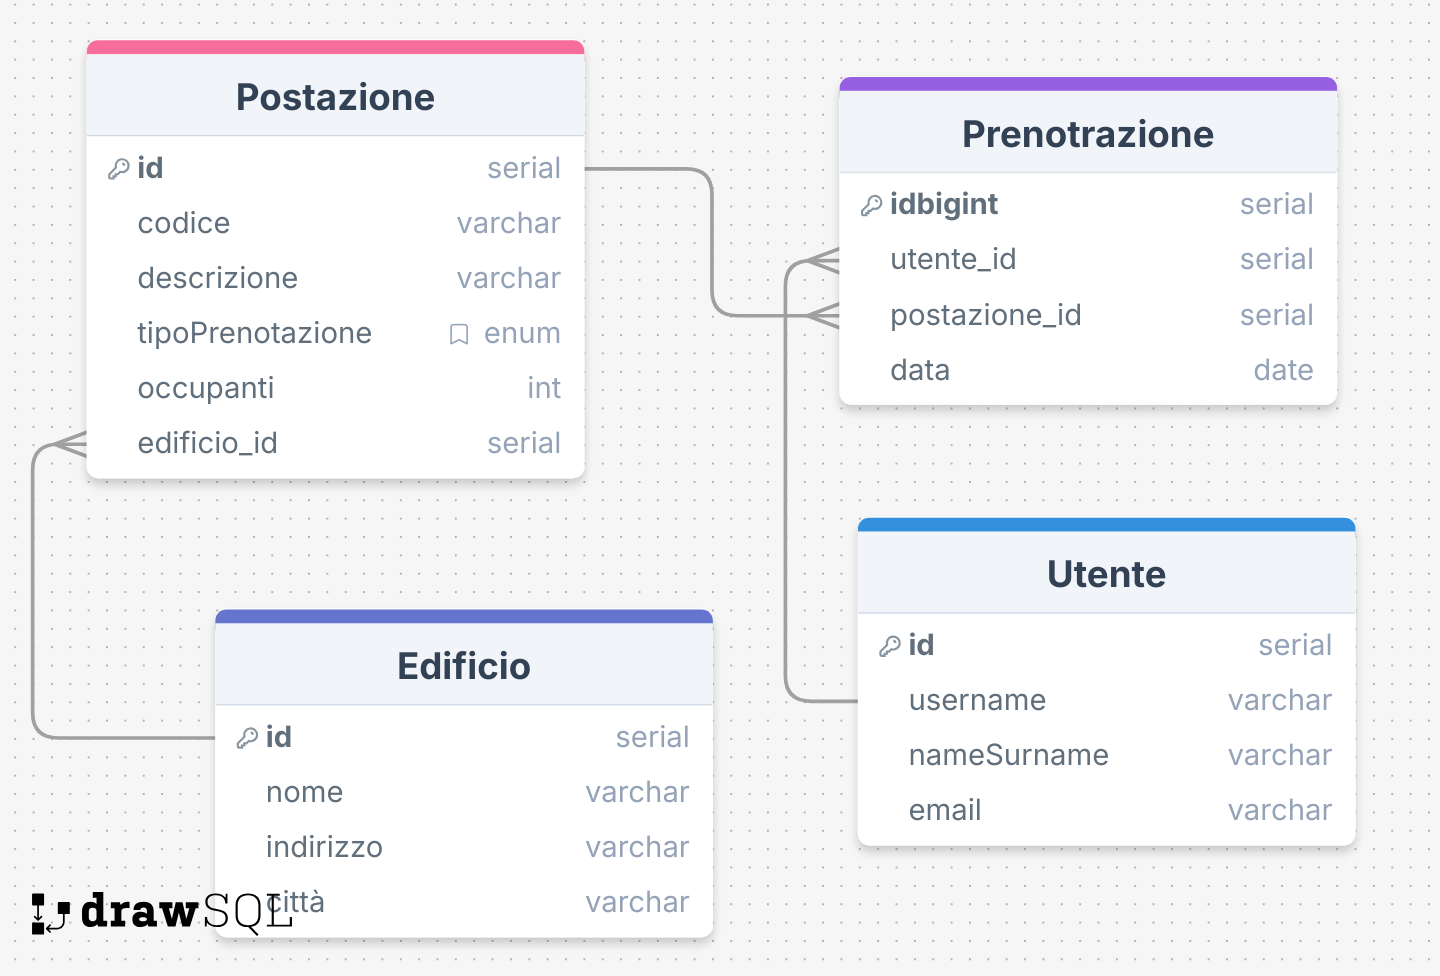 Postazione
id serial
codice varchar
descrizione varchar
tipoPrenotazione enum
occupanti int
edificio_id serial
Prenotrazione
idbigint serial
utente_id serial
postazione_id serial
data date
Edificio
id serial
nome varchar
indirizzo varchar
città varchar
Utente
id serial
username varchar
nameSurname varchar
email varchar
drawSQL